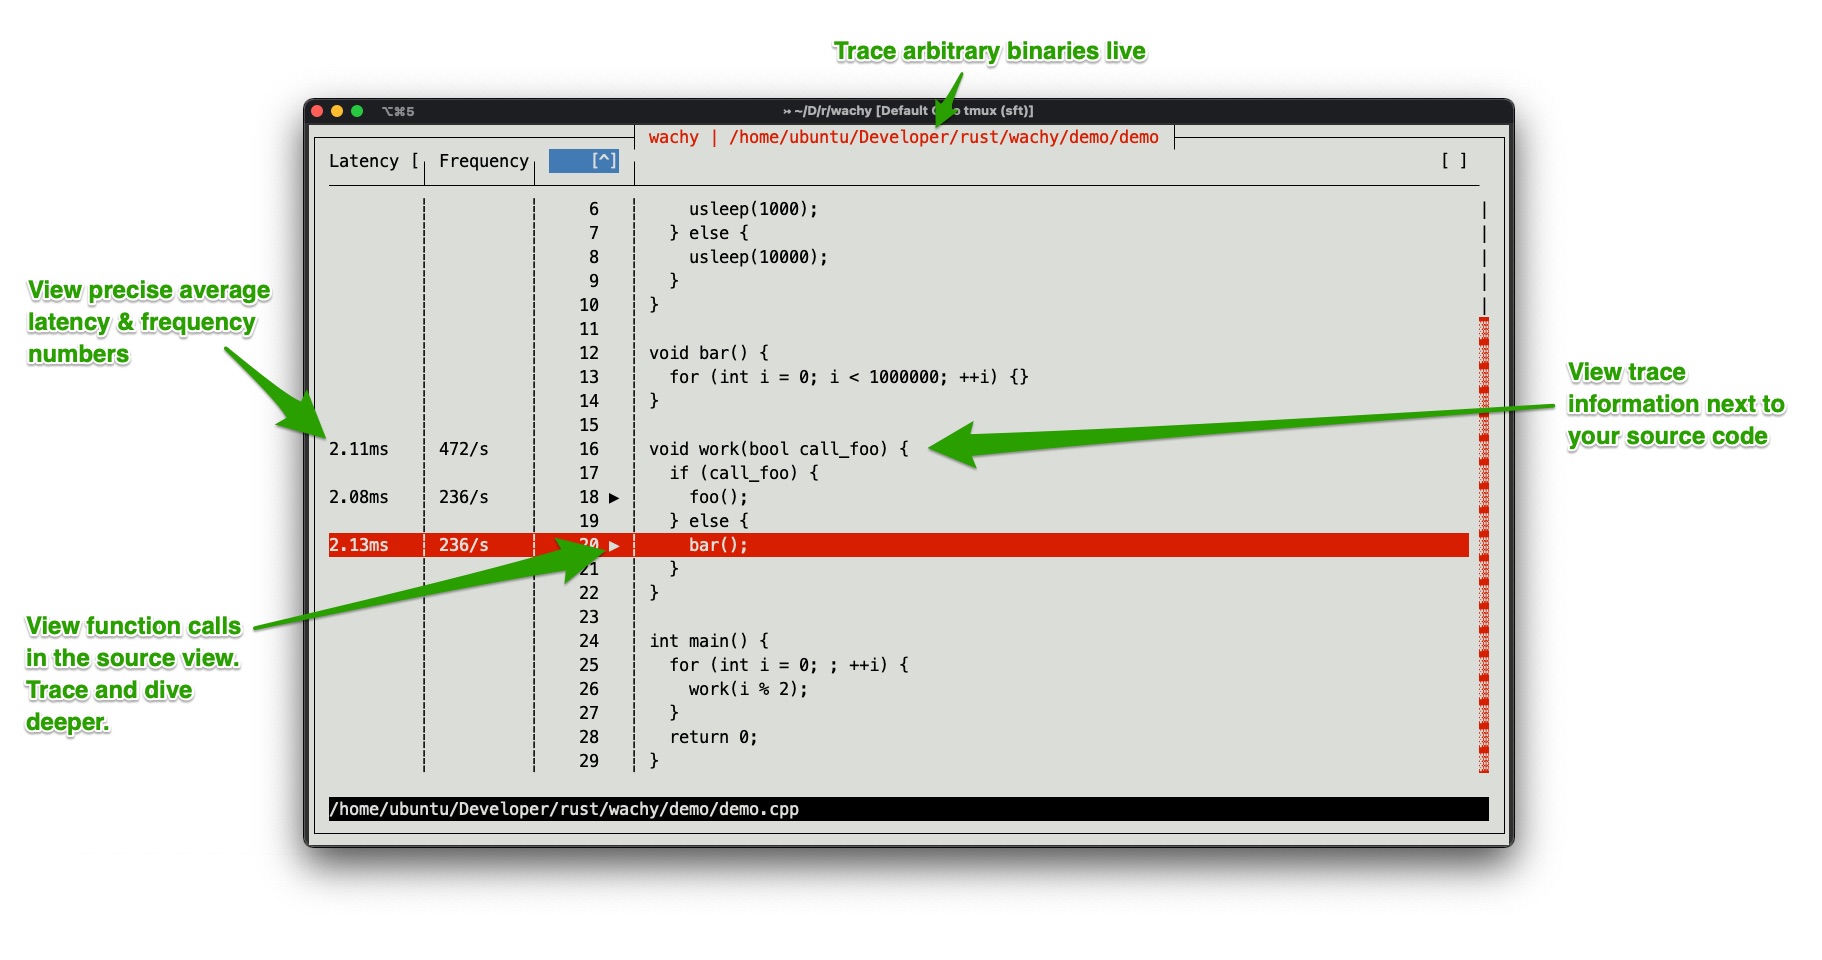 Trace arbitrary binaries live
⌥⌘5
~/D/r/wachy [Default tmux (sft)]
wachy | /home/ubuntu/Developer/rust/wachy/demo/demo
Latency [ Frequency [^] [ ]
6 usleep(1000);
7 } else {
8 usleep(10000);
9 }
10 }
11
12 void bar() {
13 for (int i = 0; i < 1000000; ++i) {}
14 }
15
2.11ms 472/s 16 void work(bool call_foo) {
17 if (call_foo) {
2.08ms 236/s 18 ▶ foo();
19 } else {
2.13ms 236/s 20 ▶ bar();
21 }
22 }
23
24 int main() {
25 for (int i = 0; ; ++i) {
26 work(i % 2);
27 }
28 return 0;
29 }
/home/ubuntu/Developer/rust/wachy/demo/demo.cpp
View precise average
latency & frequency
numbers
View function calls
in the source view.
Trace and dive
deeper.
View trace
information next to
your source code